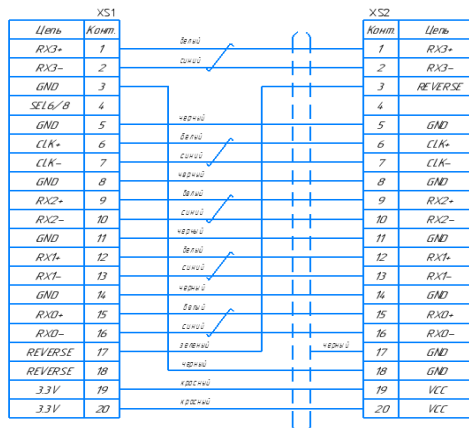 XS1 XS2
Цепь Конт. Конт. Цепь
RX3+ 1 белый 1 RX3+
RX3- 2 синий 2 RX3-
GND 3 3 REVERSE
SEL6/8 4 4
GND 5 черный 5 GND
CLK+ 6 белый 6 CLK+
CLK- 7 синий 7 CLK-
GND 8 черный 8 GND
RX2+ 9 белый 9 RX2+
RX2- 10 синий 10 RX2-
GND 11 черный 11 GND
RX1+ 12 белый 12 RX1+
RX1- 13 синий 13 RX1-
GND 14 черный 14 GND
RX0+ 15 белый 15 RX0+
RX0- 16 синий 16 RX0-
REVERSE 17 зеленый черный 17 GND
REVERSE 18 черный 18 GND
3.3V 19 красный 19 VCC
3.3V 20 красный 20 VCC